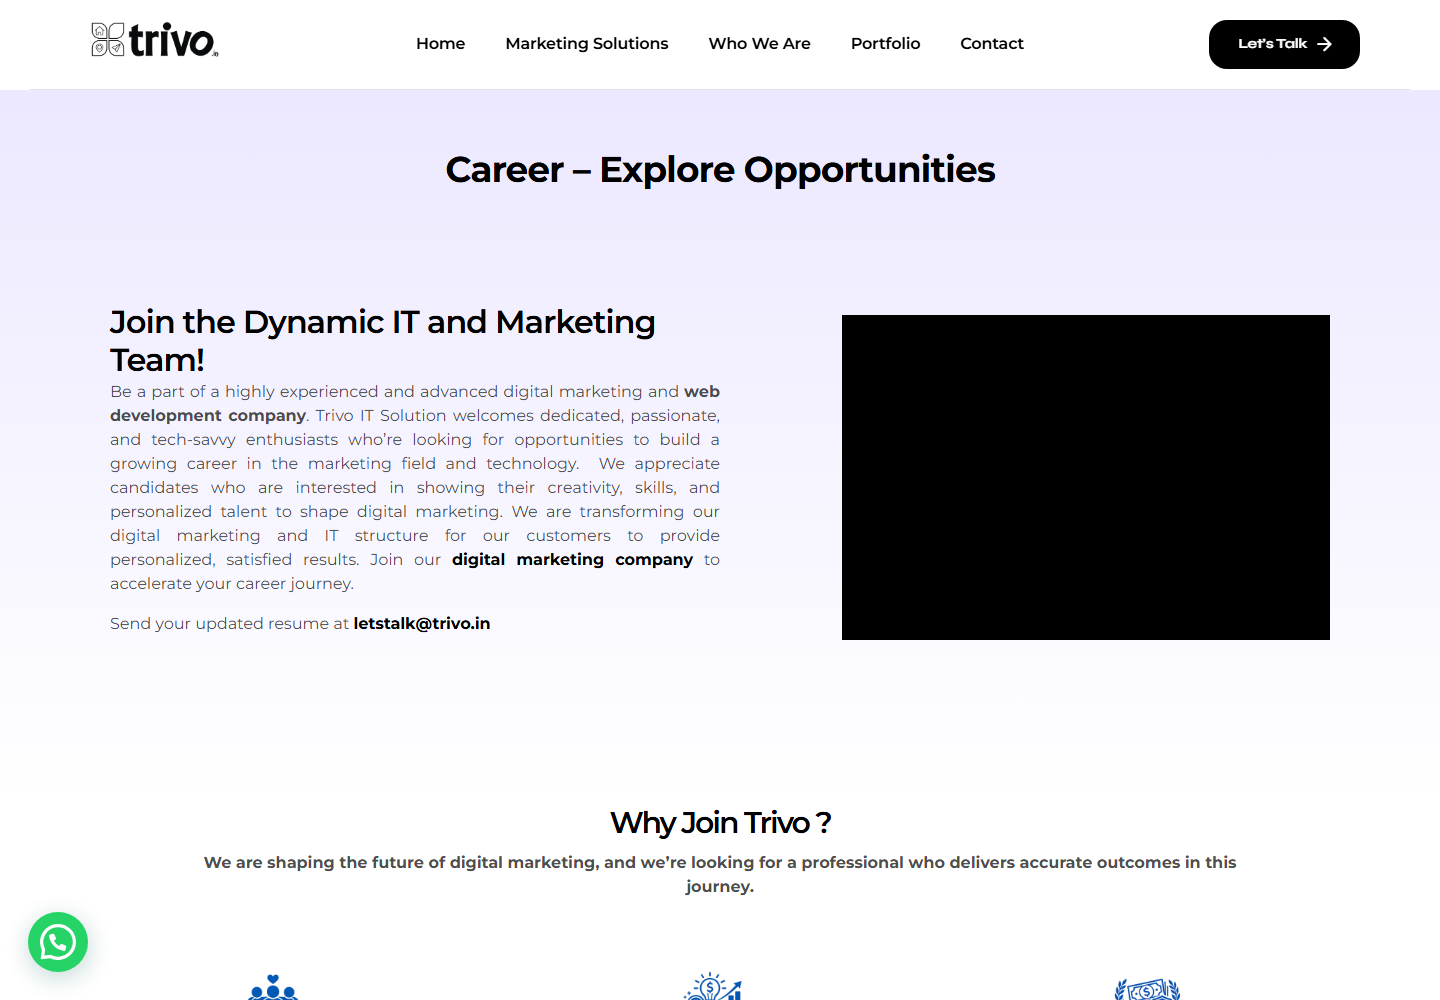 trivo.in
Home Marketing Solutions Who We Are Portfolio Contact
Let's Talk
Career – Explore Opportunities
Join the Dynamic IT and Marketing
Team!
Be a part of a highly experienced and advanced digital marketing and web
development company. Trivo IT Solution welcomes dedicated, passionate,
and tech-savvy enthusiasts who’re looking for opportunities to build a
growing career in the marketing field and technology. We appreciate
candidates who are interested in showing their creativity, skills, and
personalized talent to shape digital marketing. We are transforming our
digital marketing and IT structure for our customers to provide
personalized, satisfied results. Join our digital marketing company to
accelerate your career journey.
Send your updated resume at letstalk@trivo.in
Why Join Trivo ?
We are shaping the future of digital marketing, and we’re looking for a professional who delivers accurate outcomes in this
journey.